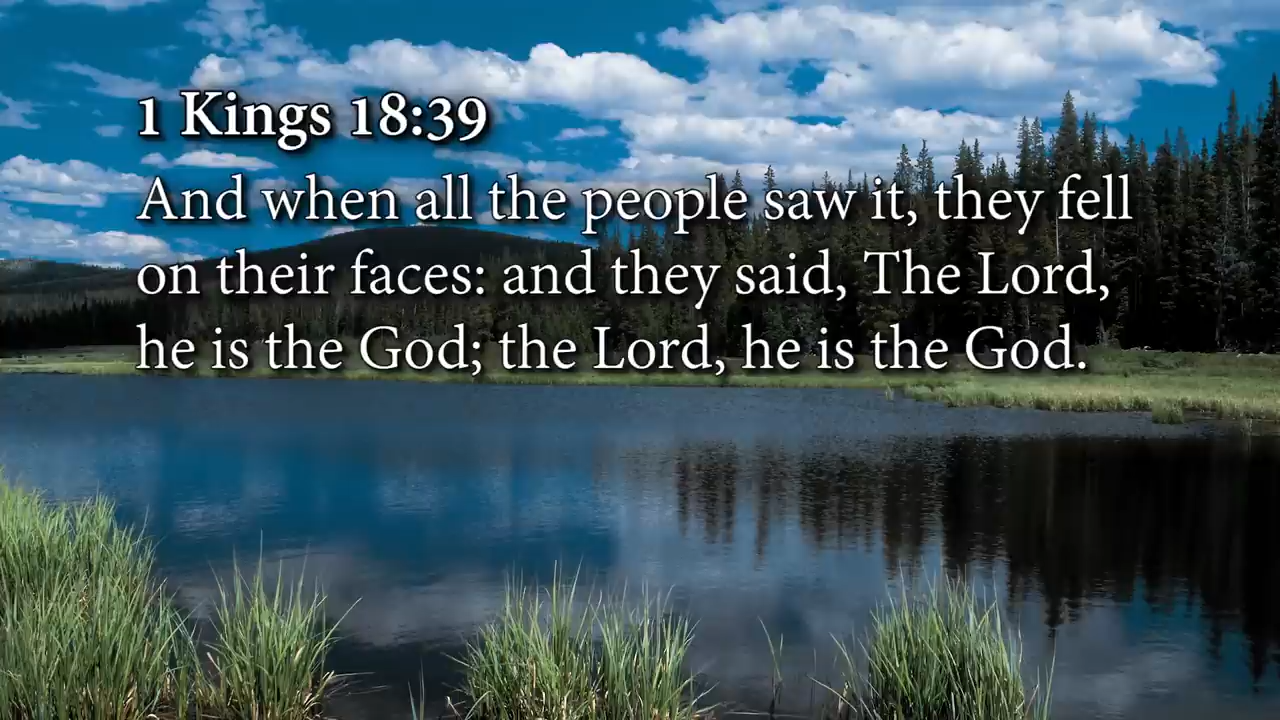 1 Kings 18:39
And when all the people saw it, they fell
on their faces: and they said, The Lord,
he is the God; the Lord, he is the God.